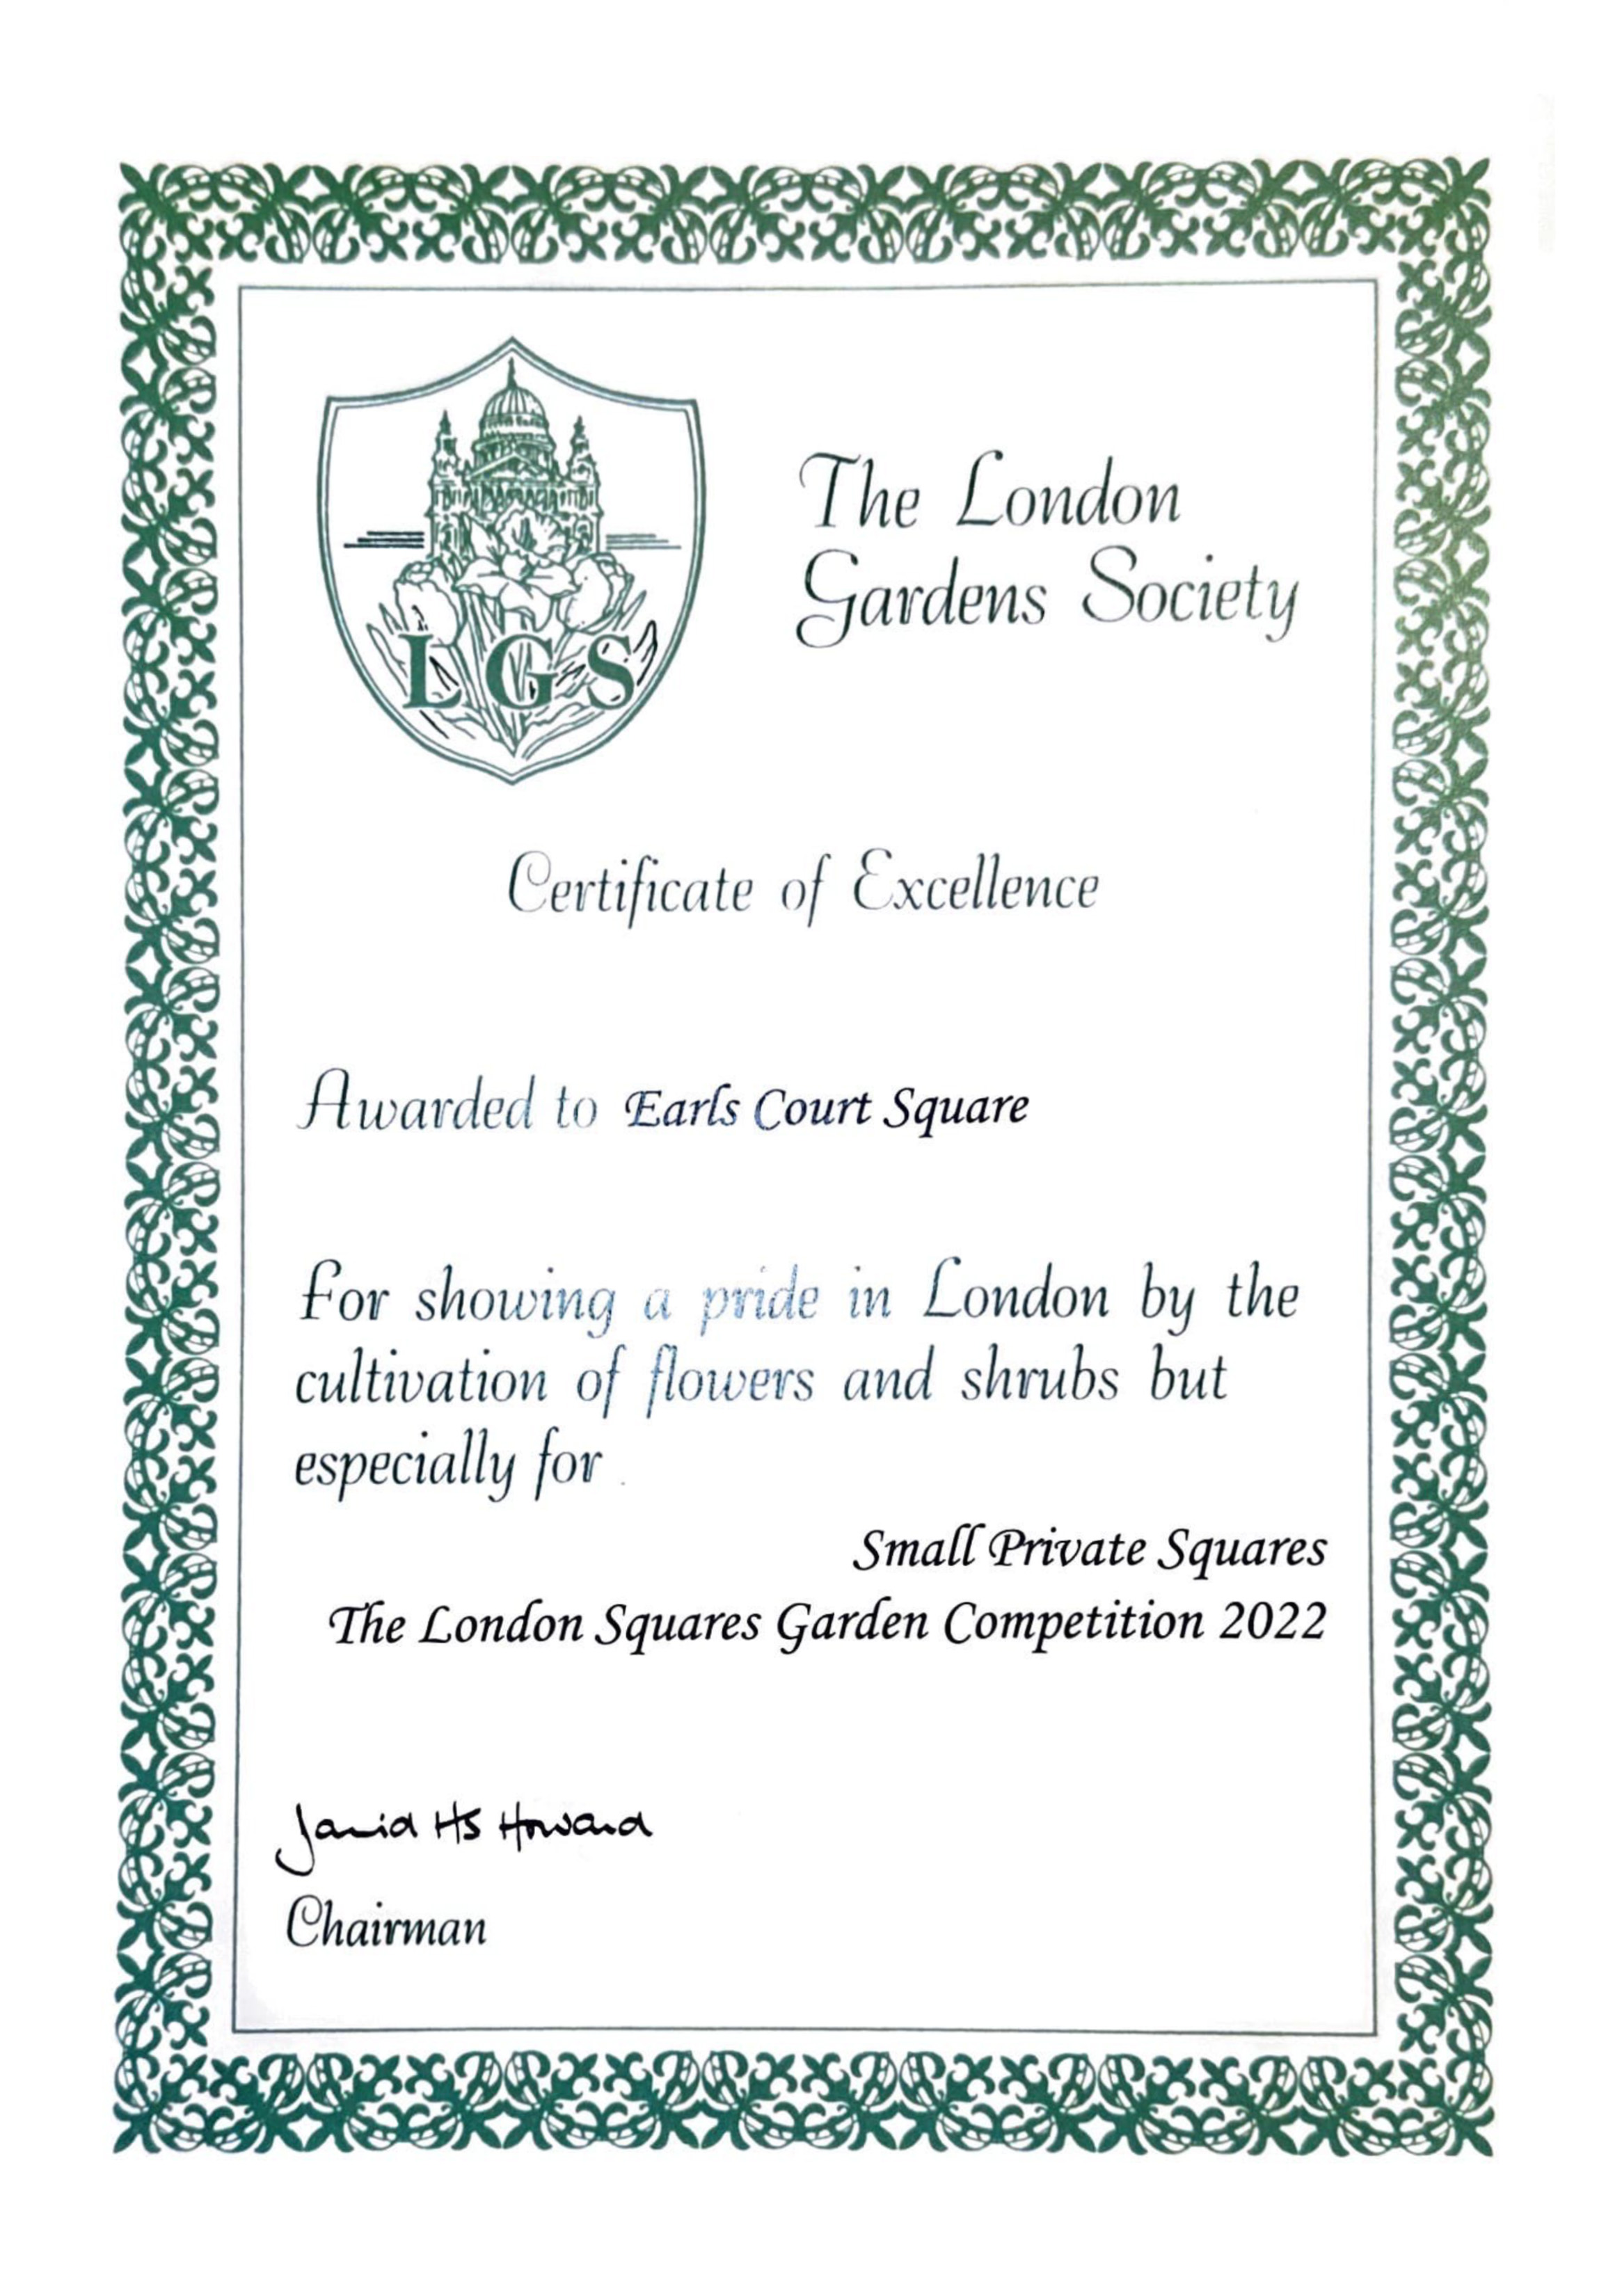 The London
Gardens Society
L G S
Certificate of Excellence
Awarded to Earls Court Square
For showing a pride in London by the
cultivation of flowers and shrubs but
especially for
Small Private Squares
The London Squares Garden Competition 2022
HS Howard
Chairman